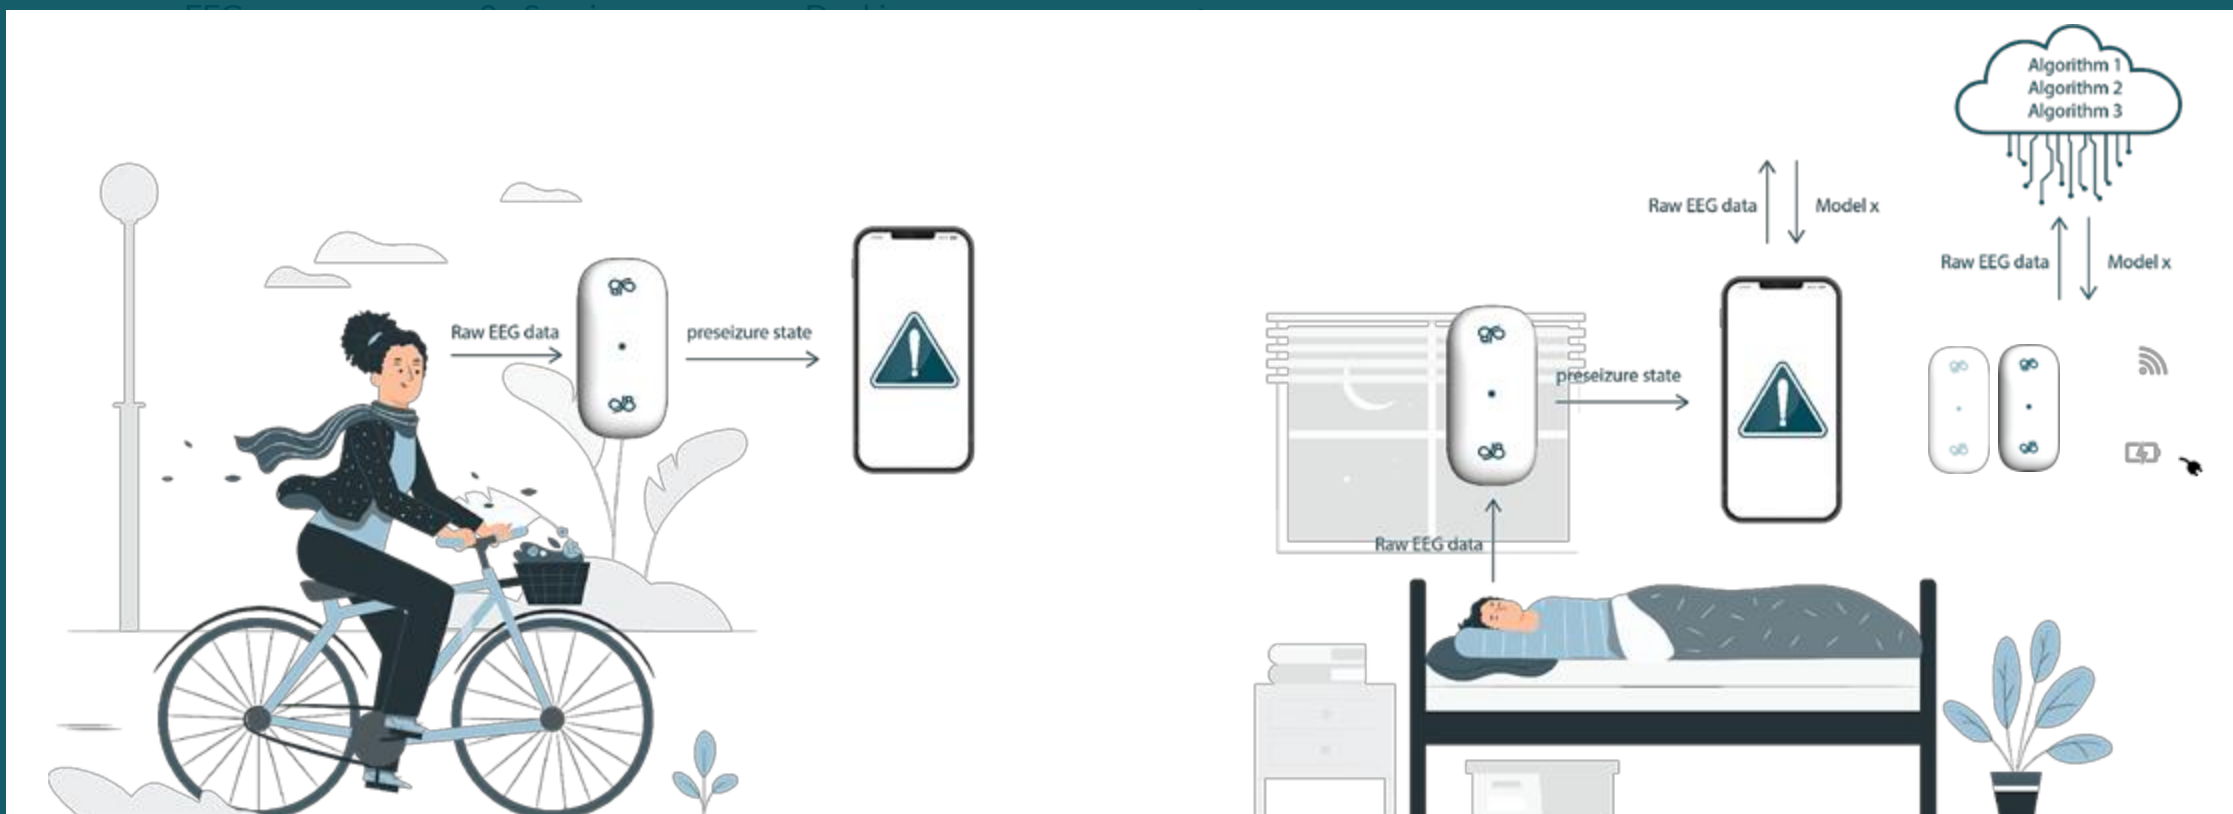 Raw EEG data
preseizure state
Algorithm 1
Algorithm 2
Algorithm 3
Raw EEG data
Model x
Raw EEG data
Model x
preseizure state
Raw EEG data